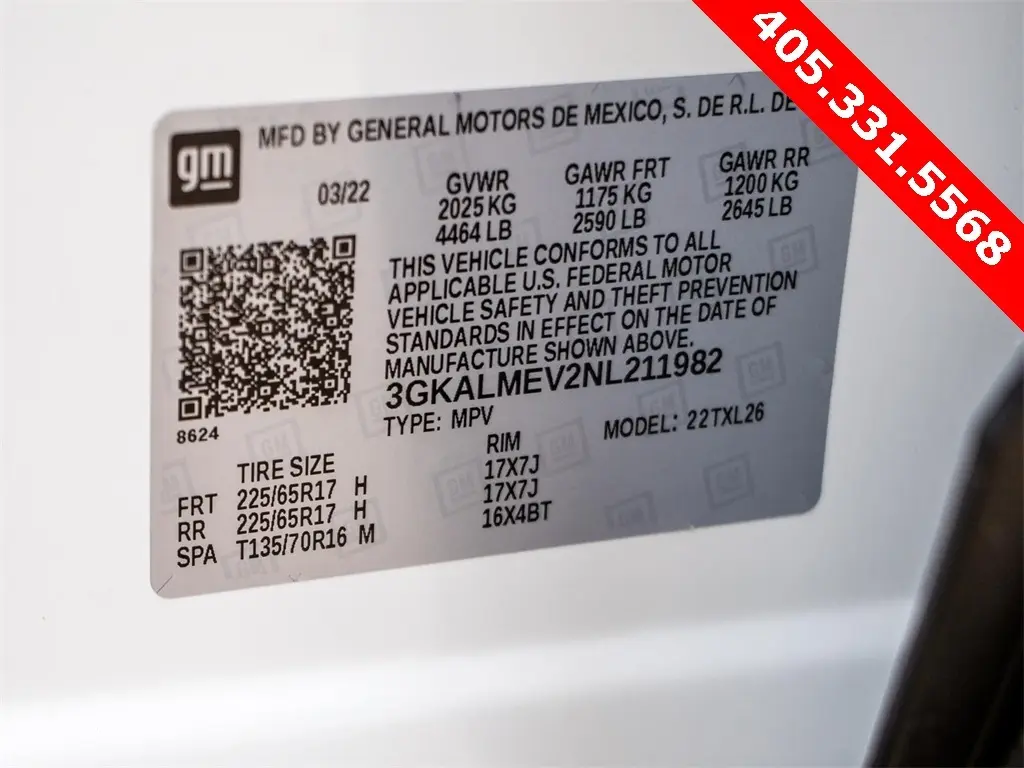 405.331.5568
gm
MFD BY GENERAL MOTORS DE MEXICO, S. DE R.L. DE
03/22
GVWR GAWR FRT GAWR RR
2025 KG 1175 KG 1200 KG
4464 LB 2590 LB 2645 LB
THIS VEHICLE CONFORMS TO ALL
APPLICABLE U.S. FEDERAL MOTOR
VEHICLE SAFETY AND THEFT PREVENTION
STANDARDS IN EFFECT ON THE DATE OF
MANUFACTURE SHOWN ABOVE.
3GKALMEV2NL211982
8624
TYPE: MPV MODEL: 22TXL26
TIRE SIZE RIM
FRT 225/65R17 H 17X7J
RR 225/65R17 H 17X7J
SPA T135/70R16 M 16X4BT